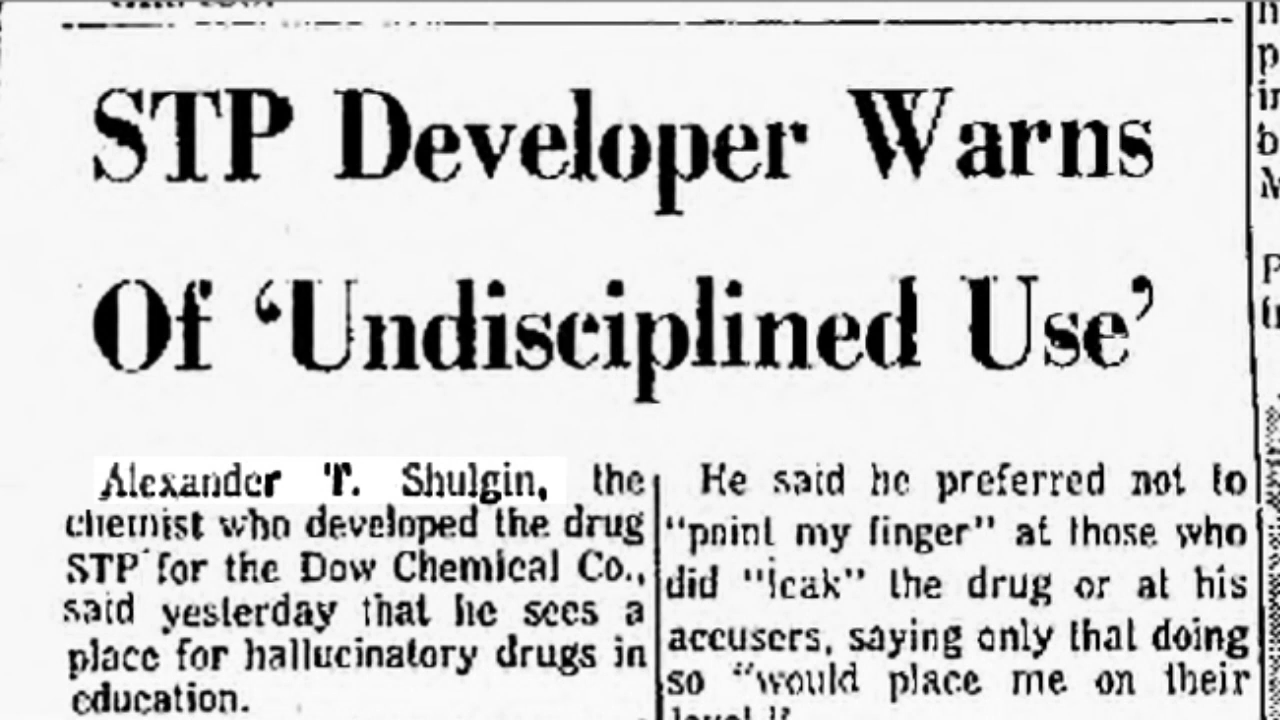 STP Developer Warns
Of ‘Undisciplined Use’
Alexander T. Shulgin, the
chemist who developed the drug
STP for the Dow Chemical Co.,
said yesterday that he sees a
place for hallucinatory drugs in
education.
He said he preferred not to
"point my finger" at those who
did "leak" the drug or at his
accusers, saying only that doing
so "would place me on their
level."